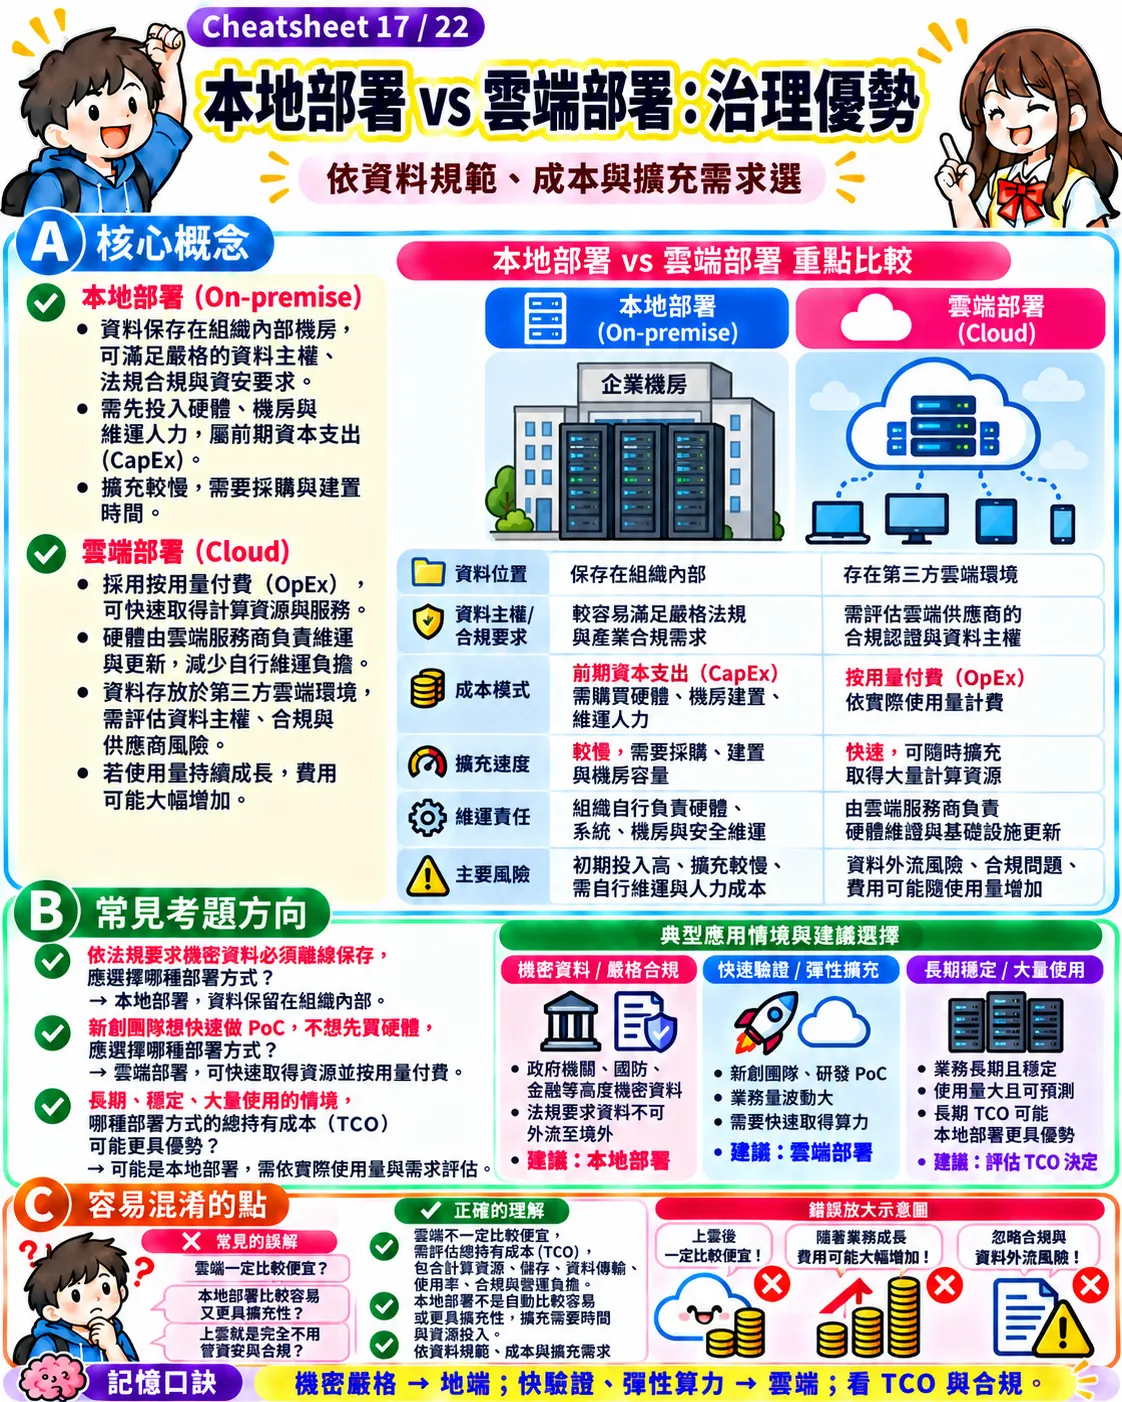 Cheatsheet 17 / 22
本地部署 vs 雲端部署：治理優勢
依資料規範、成本與擴充需求選
A 核心概念
本地部署 (On-premise)
• 資料保存在組織內部機房，
可滿足嚴格的資料主權、
法規合規與資安要求。
• 需先投入硬體、機房與
維運人力，屬前期資本支出
(CapEx)。
• 擴充較慢，需要採購與建置
時間。
雲端部署 (Cloud)
• 採用按用量付費（OpEx），
可快速取得計算資源與服務。
• 硬體由雲端服務商負責維運
與更新，減少自行維運負擔。
• 資料存放於第三方雲端環境，
需評估資料主權、合規與
供應商風險。
• 若使用量持續成長，費用
可能大幅增加。
本地部署 vs 雲端部署 重點比較
本地部署
(On-premise)
雲端部署
(Cloud)
企業機房
資料位置
保存在組織內部
存在第三方雲端環境
資料主權/
合規要求
較容易滿足嚴格法規
與產業合規需求
需評估雲端供應商的
合規認證與資料主權
成本模式
前期資本支出（CapEx）
需購買硬體、機房建置、
維運人力
按用量付費（OpEx）
依實際使用量計費
擴充速度
較慢，需要採購、建置
與機房容量
快速，可隨時擴充
取得大量計算資源
維運責任
組織自行負責硬體、
系統、機房與安全維運
由雲端服務商負責
硬體維證與基礎設施更新
主要風險
初期投入高、擴充較慢、
需自行維運與人力成本
資料外流風險、合規問題、
費用可能隨使用量增加
B 常見考題方向
依法規要求機密資料必須離線保存，
應選擇哪種部署方式？
→ 本地部署，資料保留在組織內部。
新創團隊想快速做 PoC，不想先買硬體，
應選擇哪種部署方式？
→ 雲端部署，可快速取得資源並按用量付費。
長期、穩定、大量使用的情境，
哪種部署方式的總持有成本（TCO）
可能更具優勢？
→ 可能是本地部署，需依實際使用量與需求評估。
典型應用情境與建議選擇
機密資料 / 嚴格合規
• 政府機關、國防、
金融等高度機密資料
• 法規要求資料不可
外流至境外
• 建議：本地部署
快速驗證 / 彈性擴充
• 新創團隊、研發 PoC
• 業務量波動大
• 需要快速取得算力
• 建議：雲端部署
長期穩定 / 大量使用
• 業務長期且穩定
• 使用量大且可預測
• 長期 TCO 可能
本地部署更具優勢
• 建議：評估 TCO 決定
C 容易混淆的點
??
?
常見的誤解
雲端一定比較便宜？
本地部署比較容易
又更具擴充性？
上雲就是完全不用
管資安與合規？
正確的理解
雲端不一定比較便宜，
需評估總持有成本 (TCO)，
包含計算資源、儲存、資料傳輸、
使用率、合規與營運負擔。
本地部署不是自動比較容易
或更具擴充性，擴充需要時間
與資源投入。
依資料規範、成本與擴充需求
錯誤放大示意圖
上雲後
一定比較便宜！
隨著業務成長
費用可能大幅增加！
忽略合規與
資料外流風險！
記憶口訣
機密嚴格 → 地端；快驗證、彈性算力 → 雲端；看 TCO 與合規。